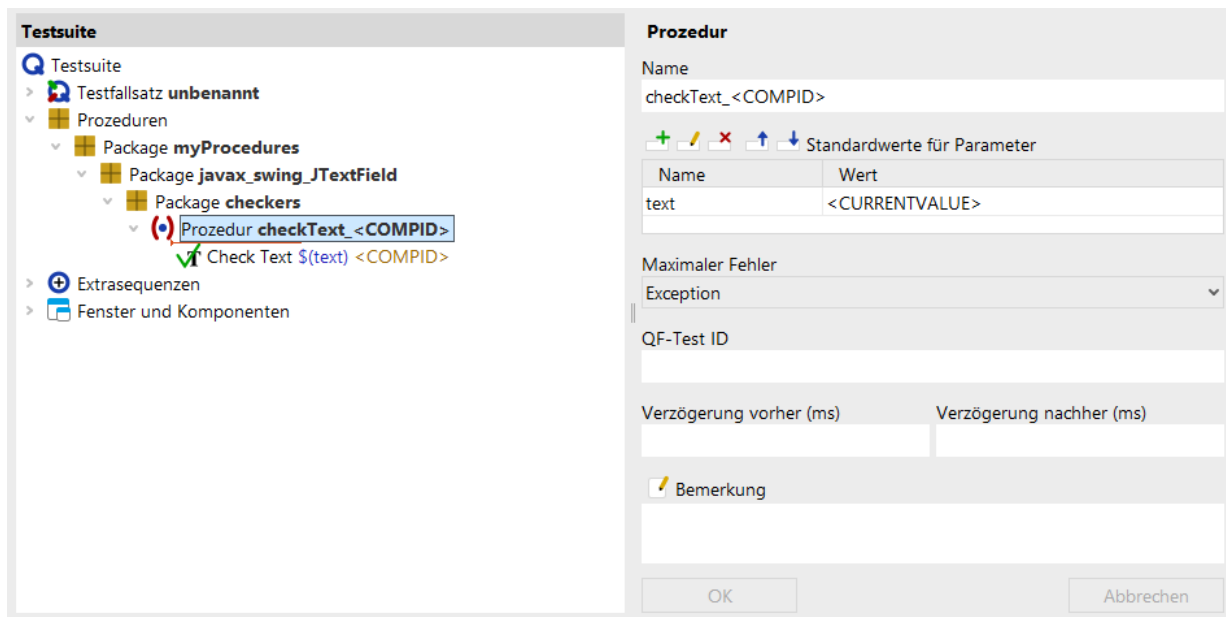 Testsuite
Testsuite
Testfallsatz unbenannt
Prozeduren
Package myProcedures
Package javax_swing_JTextField
Package checkers
Prozedur checkText_<COMPID>
Check Text $(text) <COMPID>
Extrasequenzen
Fenster und Komponenten
Prozedur
Name
checkText_<COMPID>
Standardwerte für Parameter
Name Wert
text <CURRENTVALUE>
Maximaler Fehler
Exception
QF-Test ID
Verzögerung vorher (ms) Verzögerung nachher (ms)
Bemerkung
OK Abbrechen